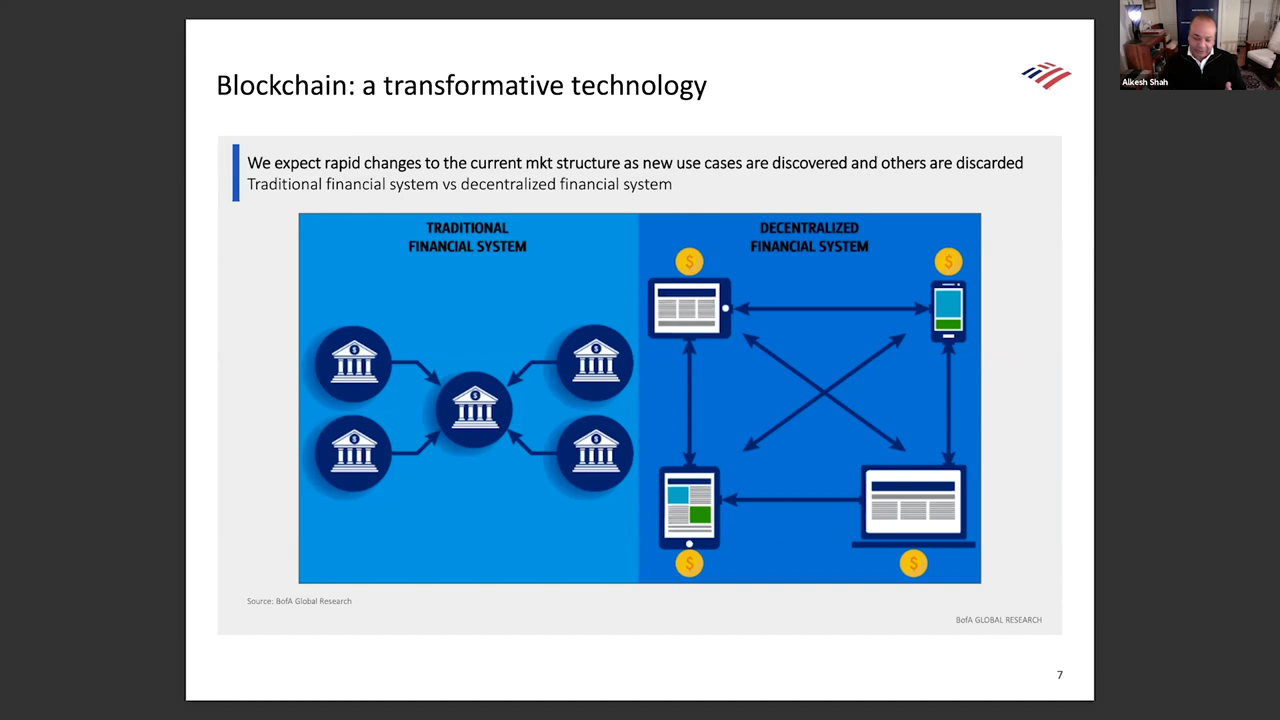 Blockchain: a transformative technology
Alkesh Shah
We expect rapid changes to the current mkt structure as new use cases are discovered and others are discarded
Traditional financial system vs decentralized financial system
TRADITIONAL
FINANCIAL SYSTEM
DECENTRALIZED
FINANCIAL SYSTEM
$
$
$
$
$
$
$
$
$
Source: BofA Global Research
BofA GLOBAL RESEARCH
7